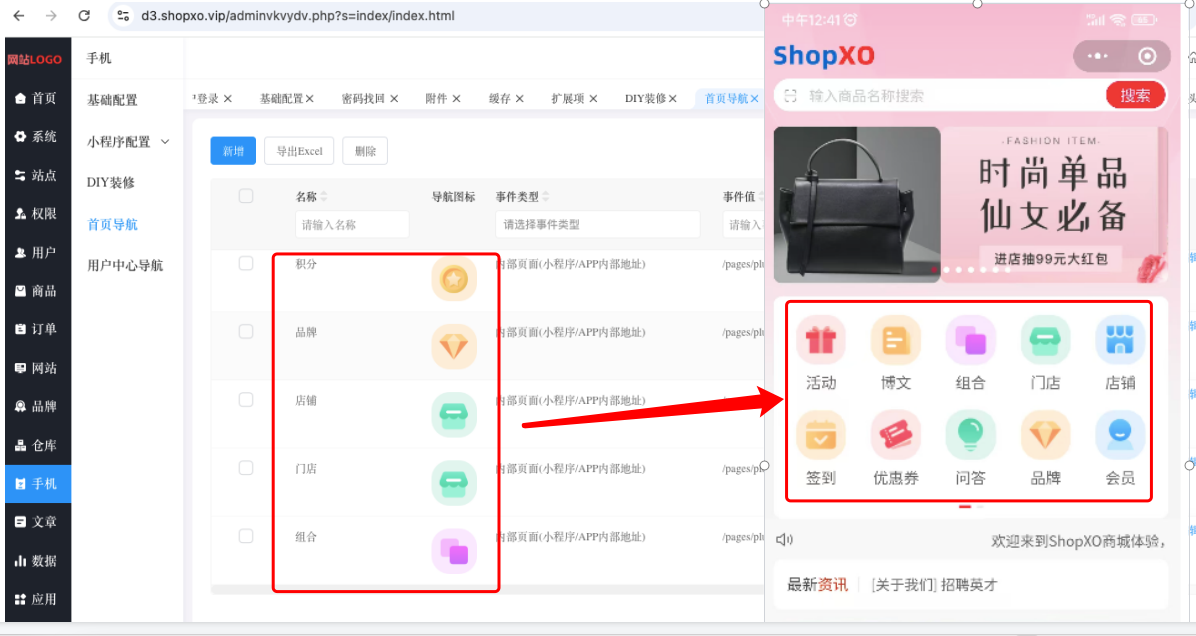 d3.shopxo.vip/adminvkvydv.php?s=index/index.html
网站LOGO
首页
系统
站点
权限
用户
商品
订单
网站
品牌
仓库
手机
文章
数据
应用
手机
基础配置
小程序配置
DIY装修
首页导航
用户中心导航
登录 基础配置 密码找回 附件 缓存 扩展项 DIY装修 首页导航
新增 导出Excel 删除
名称 导航图标 事件类型 事件值
请输入名称 请选择事件类型 请输入
积分 内部页面(小程序/APP内部地址) /pages/plu
品牌 内部页面(小程序/APP内部地址) /pages/plu
店铺 内部页面(小程序/APP内部地址)
门店 内部页面(小程序/APP内部地址) /pages/plu
组合 内部页面(小程序/APP内部地址) /pages/plu
中午12:41
ShopXO
输入商品名称搜索 搜索
·FASHION ITEM·
时尚单品
仙女必备
进店抽99元大红包
活动 博文 组合 门店 店铺
签到 优惠券 问答 品牌 会员
欢迎来到ShopXO商城体验，
最新资讯 [关于我们] 招聘英才